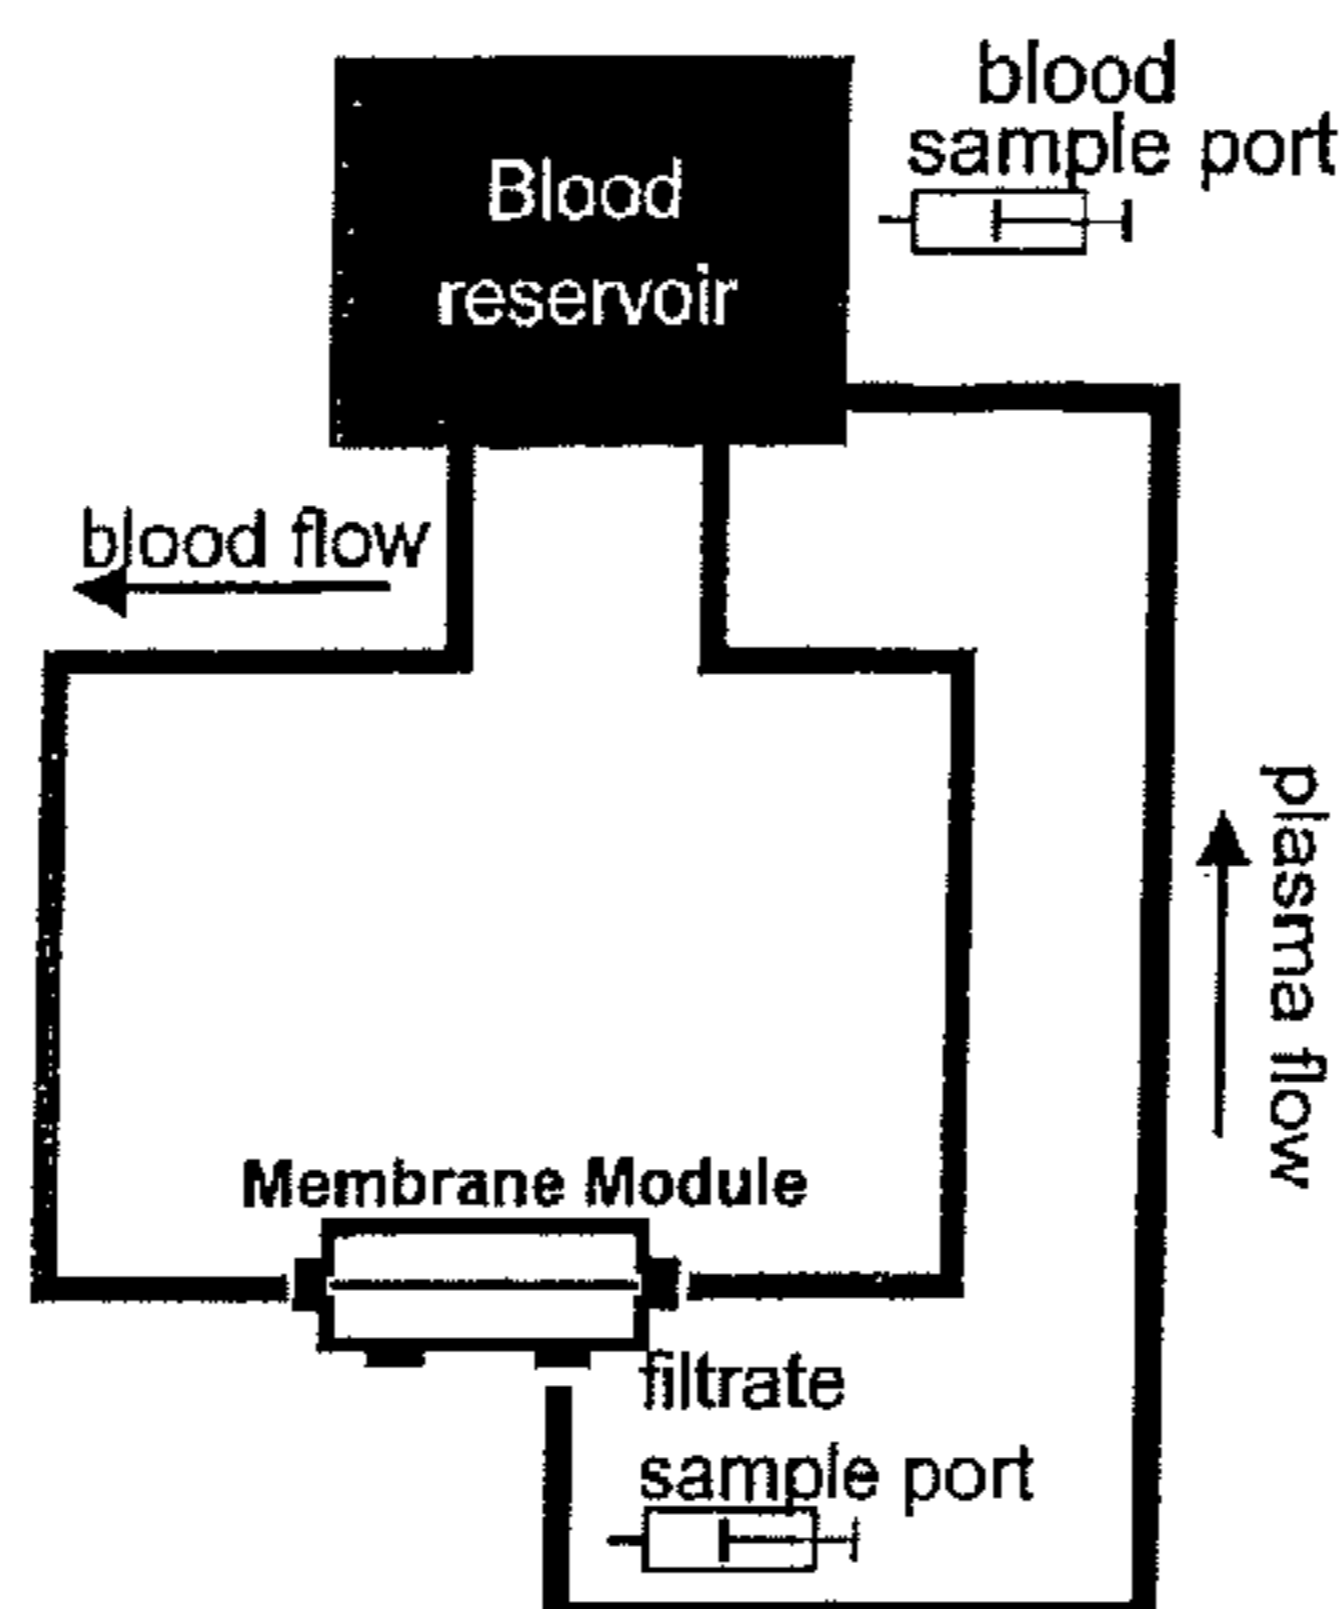 blood
sample port
Blood
reservoir
blood flow
plasma flow
Membrane Module
filtrate
sample port